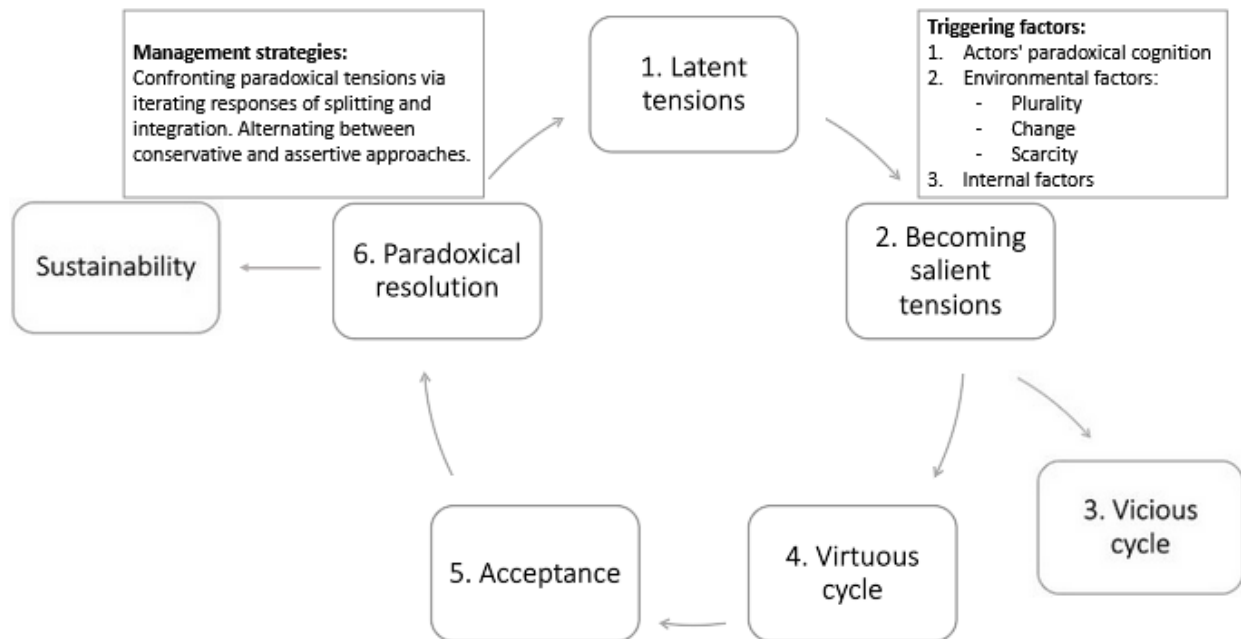 Management strategies:
Confronting paradoxical tensions via
iterating responses of splitting and
integration. Alternating between
conservative and assertive approaches.
1. Latent
tensions
Triggering factors:
1. Actors' paradoxical cognition
2. Environmental factors:
- Plurality
- Change
- Scarcity
3. Internal factors
Sustainability
6. Paradoxical
resolution
2. Becoming
salient
tensions
5. Acceptance
4. Virtuous
cycle
3. Vicious
cycle